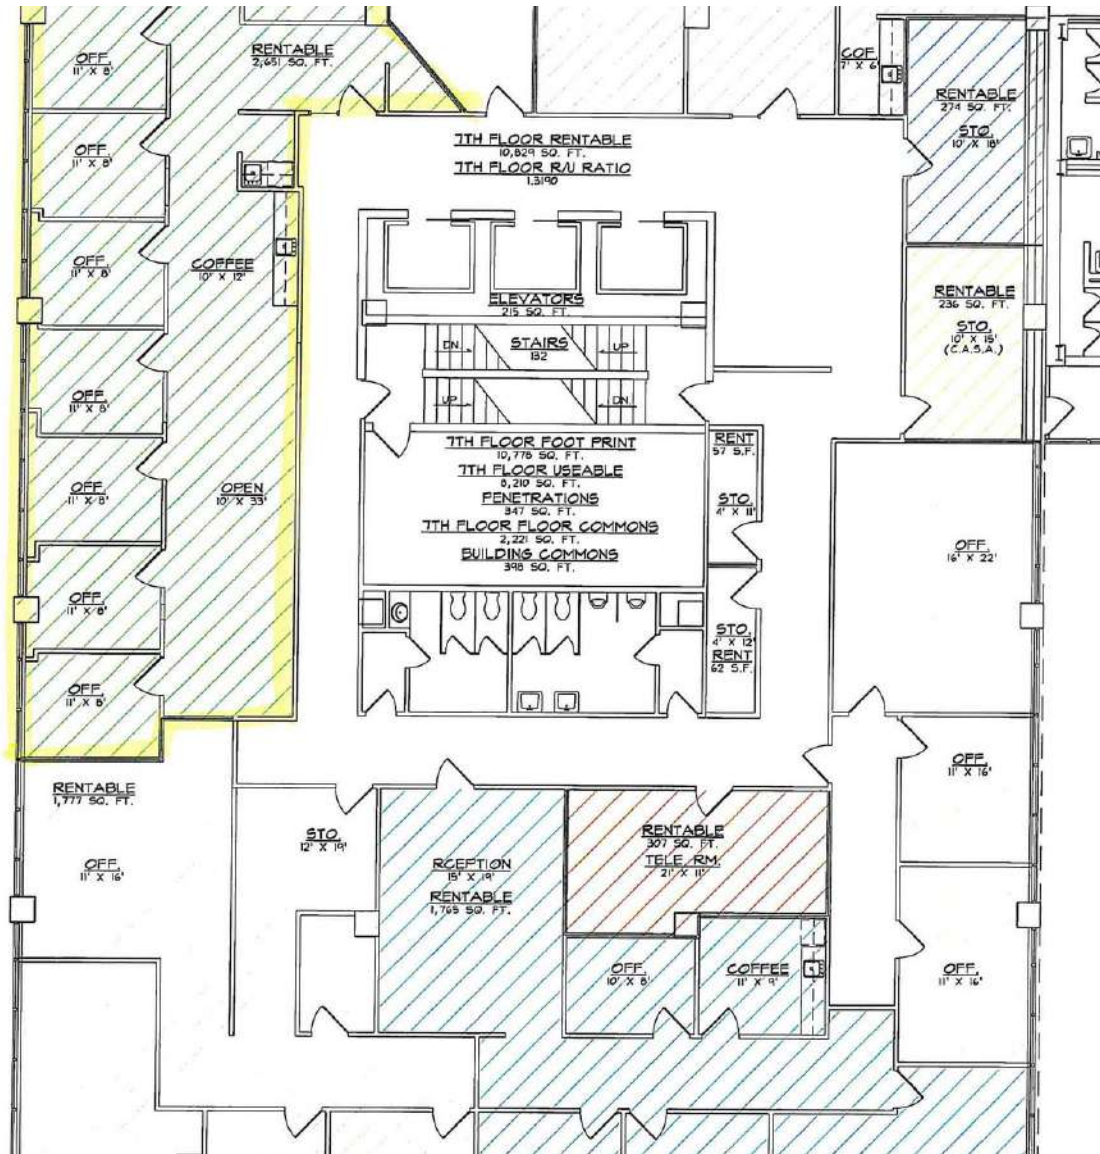 OFF.
11' X 8'
RENTABLE
2,651 SQ. FT.
COF.
7' X 6'
RENTABLE
274 SQ. FT.
STO.
10' X 18'
OFF.
11' X 8'
7TH FLOOR RENTABLE
10,829 SQ. FT.
7TH FLOOR R/U RATIO
1.3190
OFF.
11' X 8'
COFFEE
10' X 12'
ELEVATORS
215 SQ. FT.
RENTABLE
236 SQ. FT.
STO.
10' X 15'
(C.A.S.A.)
DN
STAIRS
132
UP
UP
DN
OFF.
11' X 8'
7TH FLOOR FOOT PRINT
10,778 SQ. FT.
7TH FLOOR USEABLE
8,210 SQ. FT.
PENETRATIONS
347 SQ. FT.
7TH FLOOR FLOOR COMMONS
2,221 SQ. FT.
BUILDING COMMONS
398 SQ. FT.
RENT
57 S.F.
STO.
4' X 11'
OFF.
11' X 8'
OPEN
10' X 33'
OFF.
16' X 22'
OFF.
11' X 8'
STO.
4' X 12'
RENT
62 S.F.
OFF.
11' X 8'
OFF.
11' X 16'
RENTABLE
1,777 SQ. FT.
OFF.
11' X 16'
STO.
12' X 19'
RCEPTION
15' X 19'
RENTABLE
1,765 SQ. FT.
RENTABLE
307 SQ. FT.
TELE. RM.
21' X 11'
OFF.
10' X 8'
COFFEE
11' X 9'
OFF.
11' X 16'